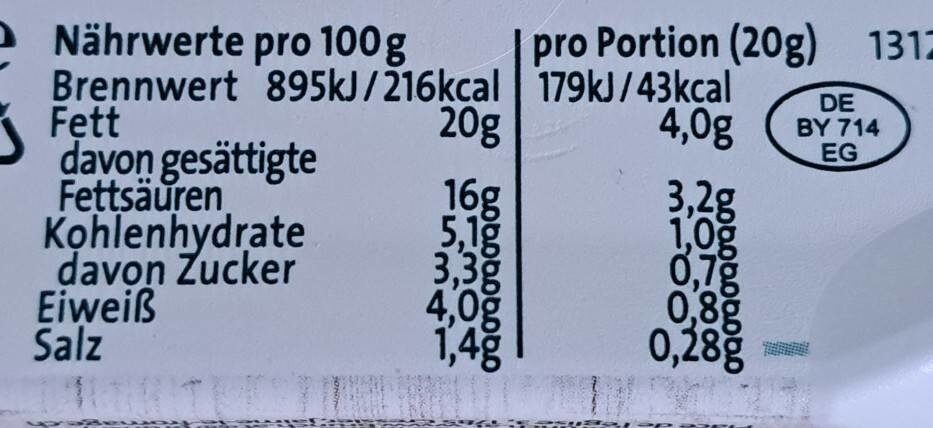 Nährwerte pro 100g pro Portion (20g) 131
Brennwert 895kJ/216kcal 179kJ/43kcal
Fett 20g 4,0g
davon gesättigte
Fettsäuren 16g 3,2g
Kohlenhydrate 5,1g 1,0g
davon Zucker 3,3g 0,7g
Eiweiß 4,0g 0,8g
Salz 1,4g 0,28g
DE
BY 714
EG